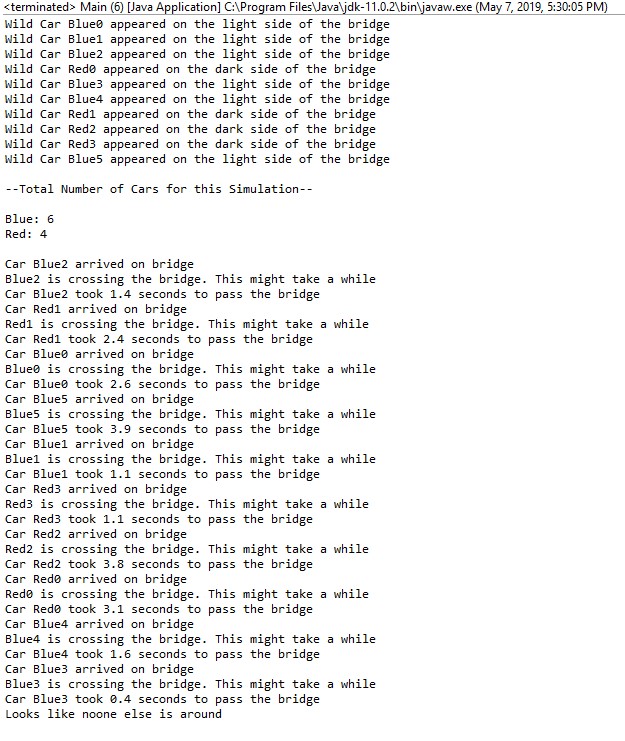 <terminated> Main (6) [Java Application] C:\Program Files\Java\jdk-11.0.2\bin\javaw.exe (May 7, 2019, 5:30:05 PM)
Wild Car Blue0 appeared on the light side of the bridge
Wild Car Blue1 appeared on the light side of the bridge
Wild Car Blue2 appeared on the light side of the bridge
Wild Car Red0 appeared on the dark side of the bridge
Wild Car Blue3 appeared on the light side of the bridge
Wild Car Blue4 appeared on the light side of the bridge
Wild Car Red1 appeared on the dark side of the bridge
Wild Car Red2 appeared on the dark side of the bridge
Wild Car Red3 appeared on the dark side of the bridge
Wild Car Blue5 appeared on the light side of the bridge
--Total Number of Cars for this Simulation--
Blue: 6
Red: 4
Car Blue2 arrived on bridge
Blue2 is crossing the bridge. This might take a while
Car Blue2 took 1.4 seconds to pass the bridge
Car Red1 arrived on bridge
Red1 is crossing the bridge. This might take a while
Car Red1 took 2.4 seconds to pass the bridge
Car Blue0 arrived on bridge
Blue0 is crossing the bridge. This might take a while
Car Blue0 took 2.6 seconds to pass the bridge
Car Blue5 arrived on bridge
Blue5 is crossing the bridge. This might take a while
Car Blue5 took 3.9 seconds to pass the bridge
Car Blue1 arrived on bridge
Blue1 is crossing the bridge. This might take a while
Car Blue1 took 1.1 seconds to pass the bridge
Car Red3 arrived on bridge
Red3 is crossing the bridge. This might take a while
Car Red3 took 1.1 seconds to pass the bridge
Car Red2 arrived on bridge
Red2 is crossing the bridge. This might take a while
Car Red2 took 3.8 seconds to pass the bridge
Car Red0 arrived on bridge
Red0 is crossing the bridge. This might take a while
Car Red0 took 3.1 seconds to pass the bridge
Car Blue4 arrived on bridge
Blue4 is crossing the bridge. This might take a while
Car Blue4 took 1.6 seconds to pass the bridge
Car Blue3 arrived on bridge
Blue3 is crossing the bridge. This might take a while
Car Blue3 took 0.4 seconds to pass the bridge
Looks like noone else is around